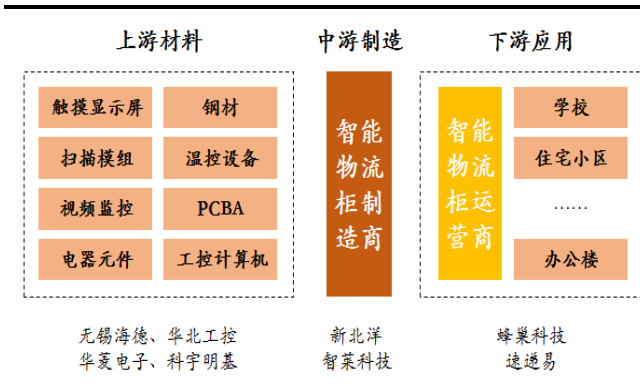 上游材料
中游制造
下游应用
触摸显示屏
钢材
扫描模组
温控设备
视频监控
PCBA
电器元件
工控计算机
智能
物流
柜制
造商
智能
物流
柜运
营商
学校
住宅小区
……
办公楼
无锡海德、华北工控
华菱电子、科宇明基
新北洋
智莱科技
蜂巢科技
速递易